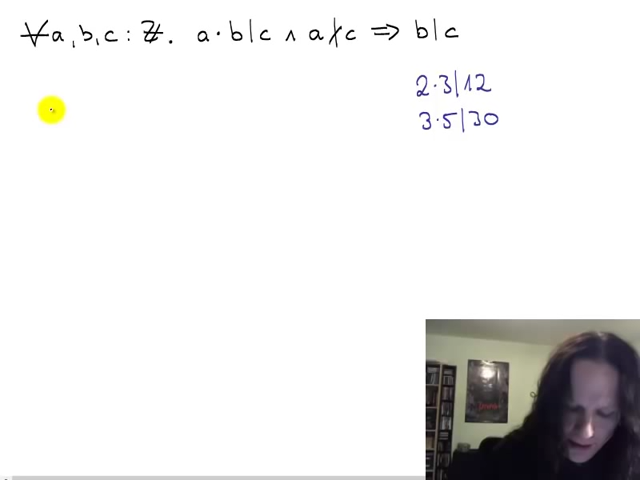 ∀a,b,c : ℤ. a·b|c ∧ a∤c ⇒ b|c
2·3|12
3·5|30